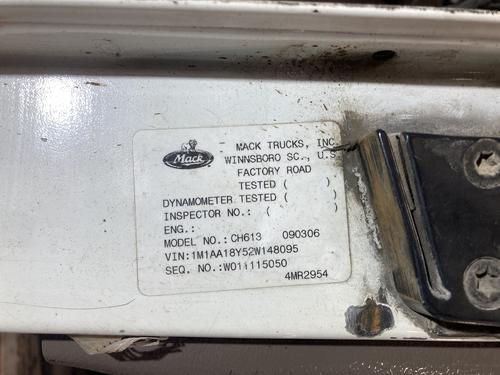 Mack
MACK TRUCKS, INC
WINNSBORO SC., U.S
FACTORY ROAD
TESTED ( )
DYNAMOMETER TESTED ( )
INSPECTOR NO.: ( )
ENG.:
MODEL NO.: CH613 090306
VIN:1M1AA18Y52W148095
SEQ. NO.:W011115050
4MR2954